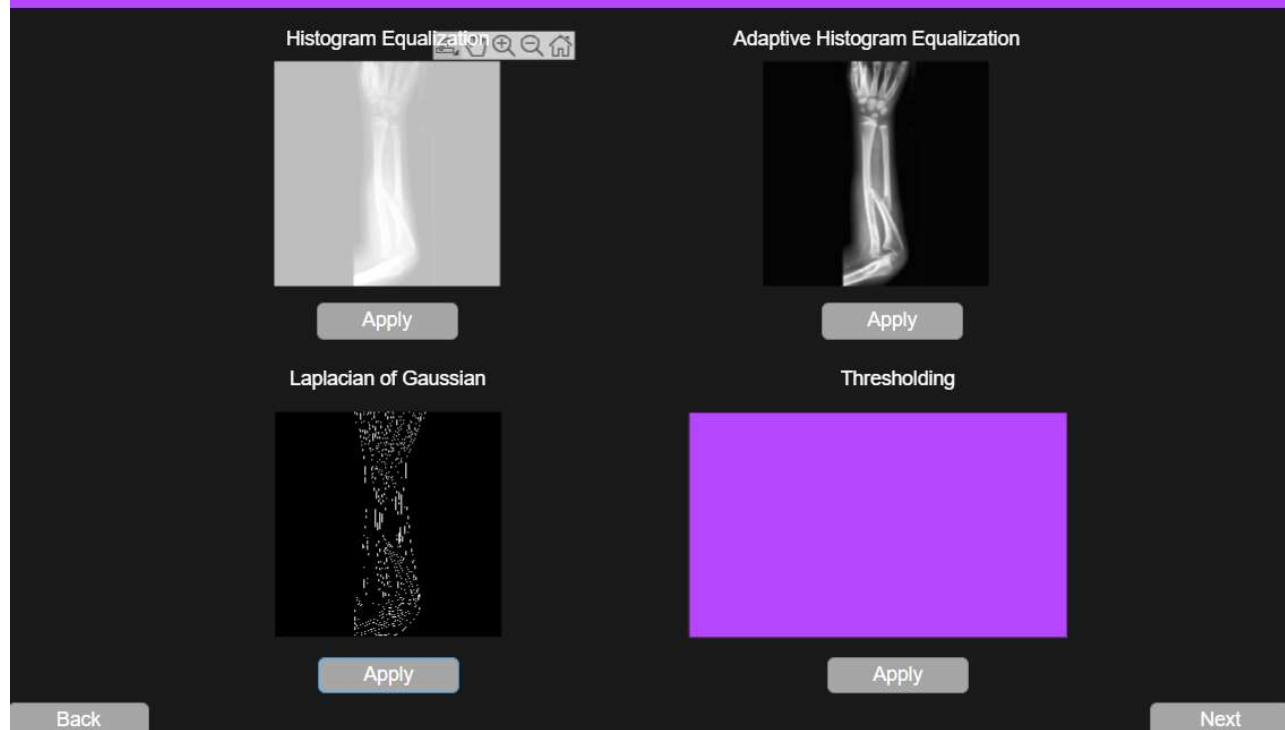 Histogram Equalization
Adaptive Histogram Equalization
Apply
Apply
Laplacian of Gaussian
Thresholding
Apply
Apply
Back
Next